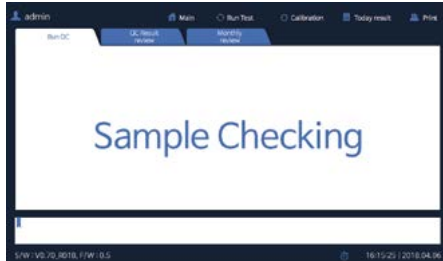 admin
Main
Run Test
Calibration
Today result
Print
Run QC
QC Result
review
Monthly
review
Sample Checking
S/W : V0.70_R010, F/W : 0.5
16:15:25 | 2018.04.06